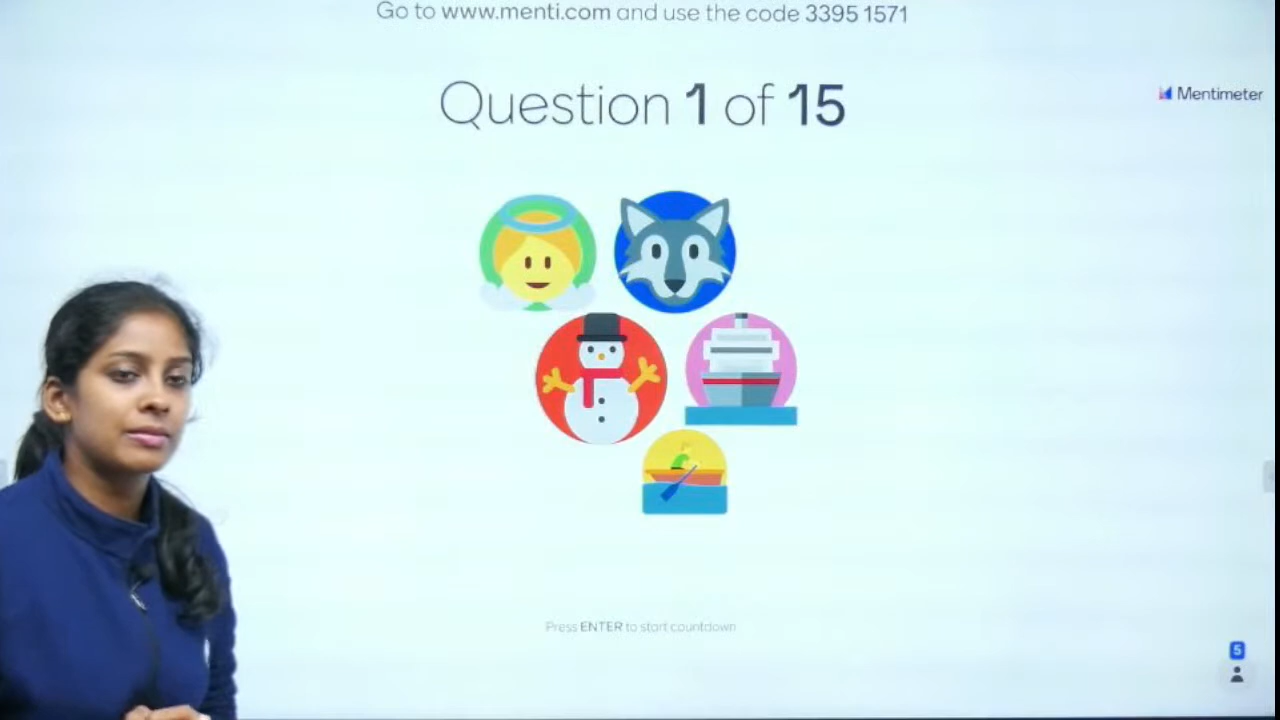 Go to www.menti.com and use the code 3395 1571
Mentimeter
Question 1 of 15
Press ENTER to start countdown
5